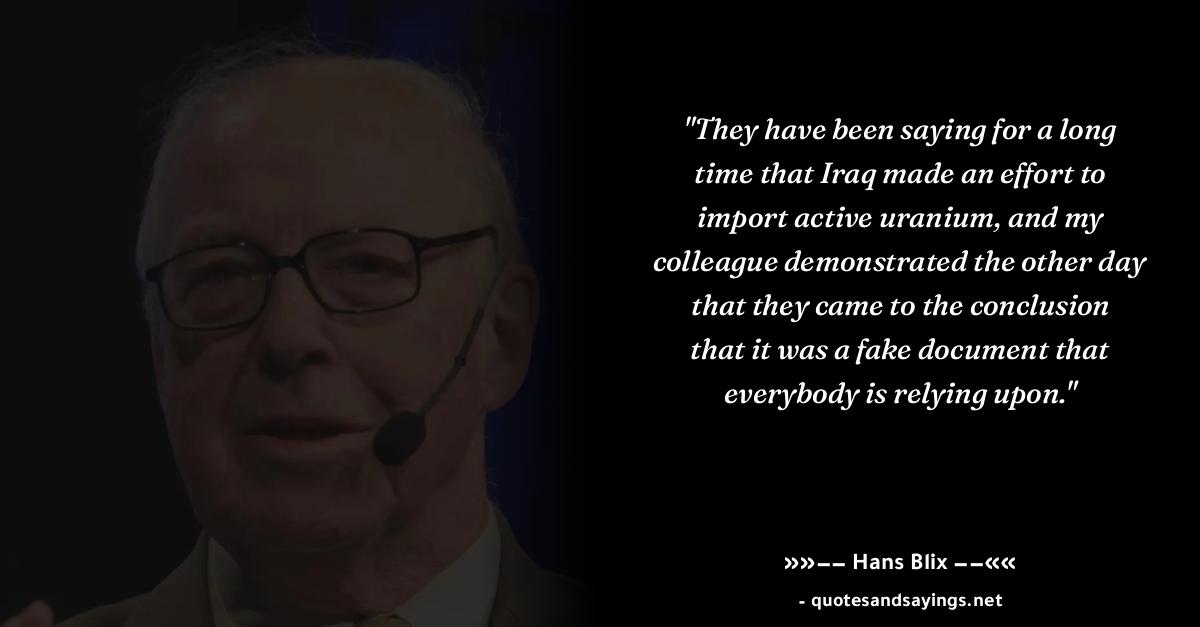 "They have been saying for a long
time that Iraq made an effort to
import active uranium, and my
colleague demonstrated the other day
that they came to the conclusion
that it was a fake document that
everybody is relying upon."
»»−− Hans Blix −−««
- quotesandsayings.net